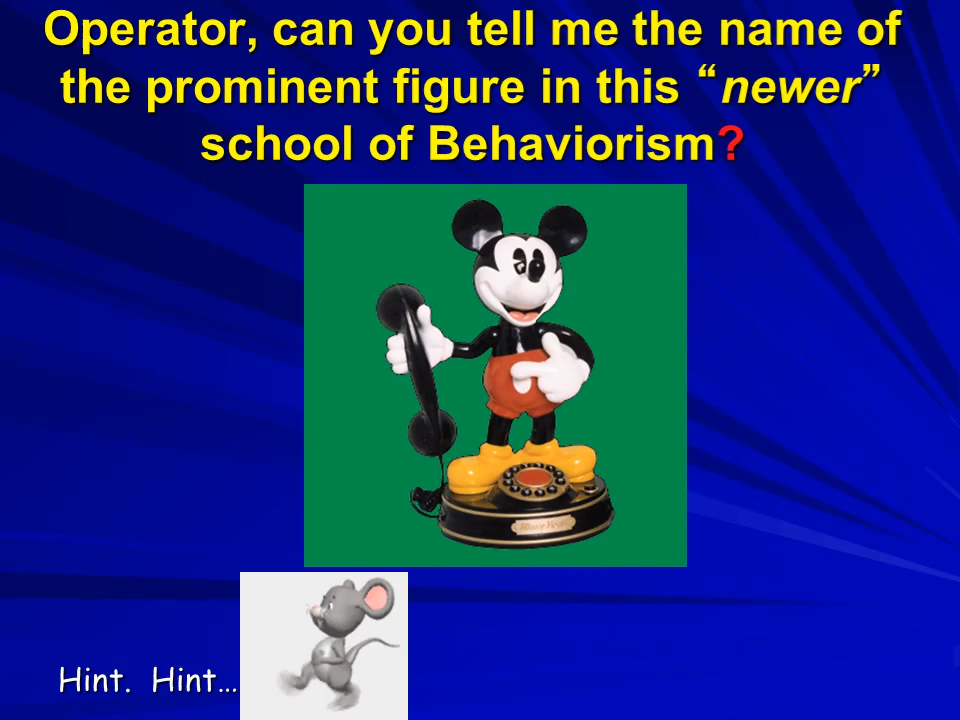 Operator, can you tell me the name of
the prominent figure in this “newer”
school of Behaviorism?
Hint.  Hint…